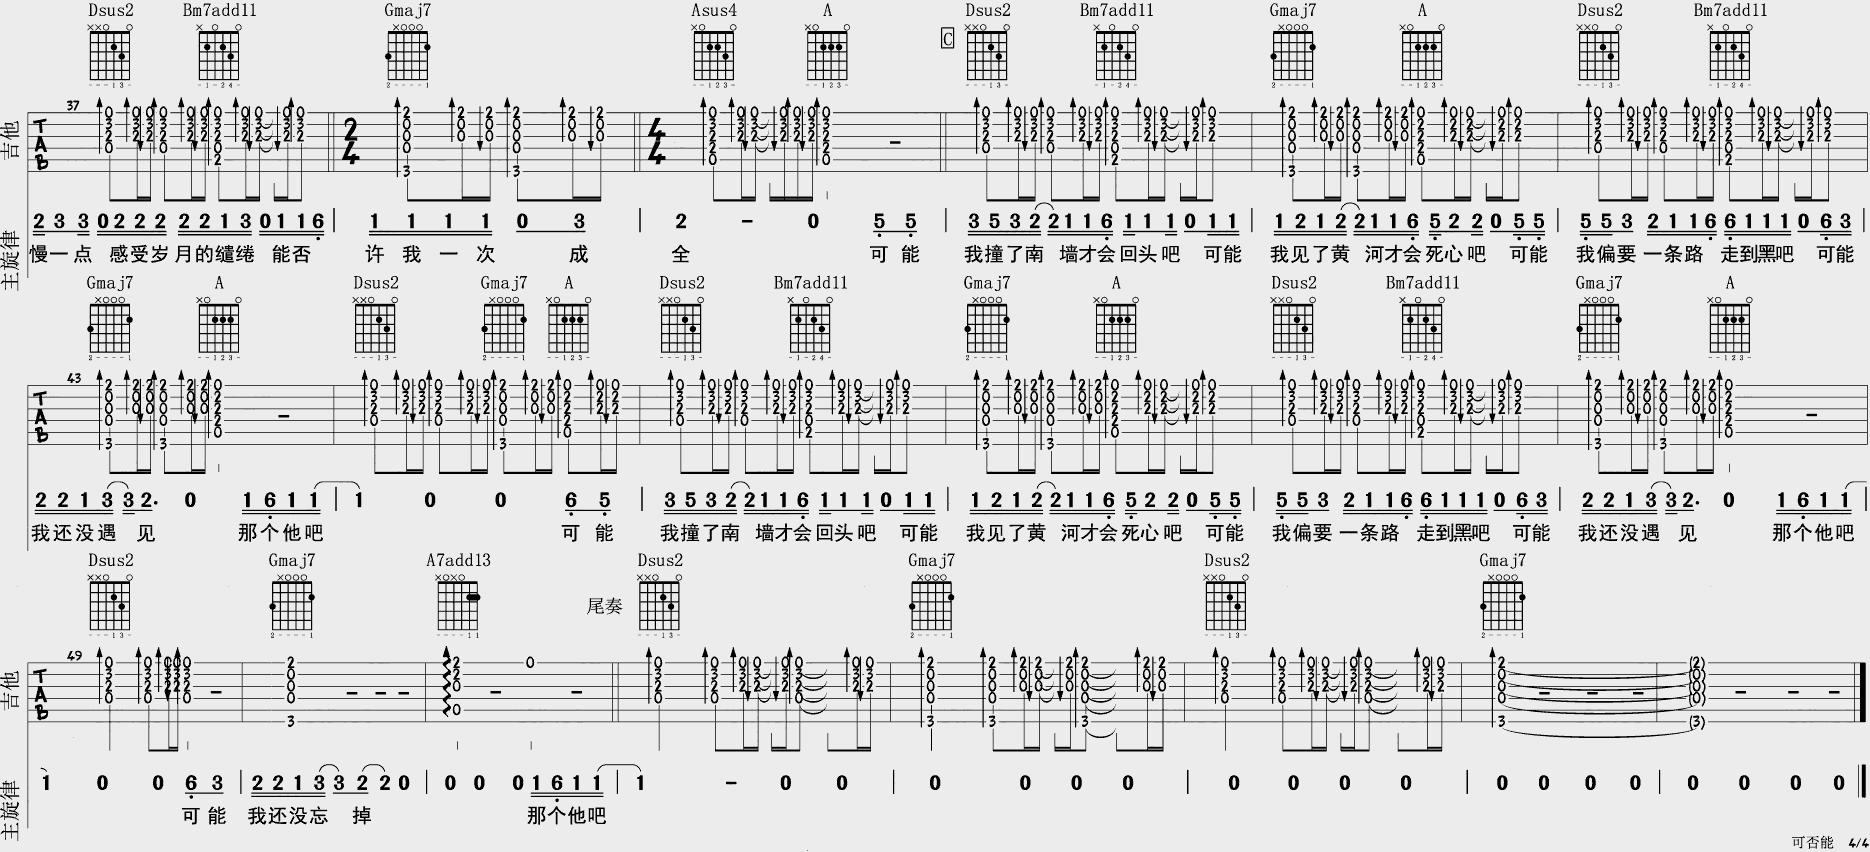 Dsus2 Bm7add11 Gmaj7 Asus4 A Dsus2 Bm7add11 Gmaj7 A Dsus2 Bm7add11
C
37
吉他 TAB 2/4 4/4
主旋律
2 3 3 0 2 2 2 2 2 1 3 0 1 1 6 | 1 1 1 1 0 3 | 2 - 0 5 5 | 3 5 3 2 2 1 1 6 1 1 1 0 1 1 | 1 2 1 2 2 1 1 6 5 2 2 0 5 5 | 5 5 3 2 1 1 6 6 1 1 1 0 6 3 |
慢一点 感受岁 月的缱绻 能否 许 我 一 次 成 全 可 能 我撞了南 墙才会 回头 吧 可能 我见了黄 河才会 死心 吧 可能 我偏要 一条路 走到黑吧 可能
Gmaj7 A Dsus2 Gmaj7 A Dsus2 Bm7add11 Gmaj7 A Dsus2 Bm7add11 Gmaj7 A
43
TAB
2 2 1 3 3 2. 0 1 6 1 1 | 1 0 0 6 5 | 3 5 3 2 2 1 1 6 1 1 1 0 1 1 | 1 2 1 2 2 1 1 6 5 2 2 0 5 5 | 5 5 3 2 1 1 6 6 1 1 1 0 6 3 | 2 2 1 3 3 2. 0 1 6 1 1 |
我还没遇 见 那个他吧 可 能 我撞了南 墙才会 回头 吧 可能 我见了黄 河才会 死心 吧 可能 我偏要 一条路 走到黑吧 可能 我还没遇 见 那个他吧
Dsus2 Gmaj7 A7add13 Dsus2 Gmaj7 Dsus2 Gmaj7
尾奏
49
吉他 TAB
主旋律
1 0 0 6 3 | 2 2 1 3 3 2 2 0 | 0 0 0 1 6 1 1 | 1 - 0 0 | 0 0 0 0 | 0 0 0 0 | 0 0 0 0 | 0 0 0 0
可 能 我还没忘 掉 那个他吧
可否能 4/4